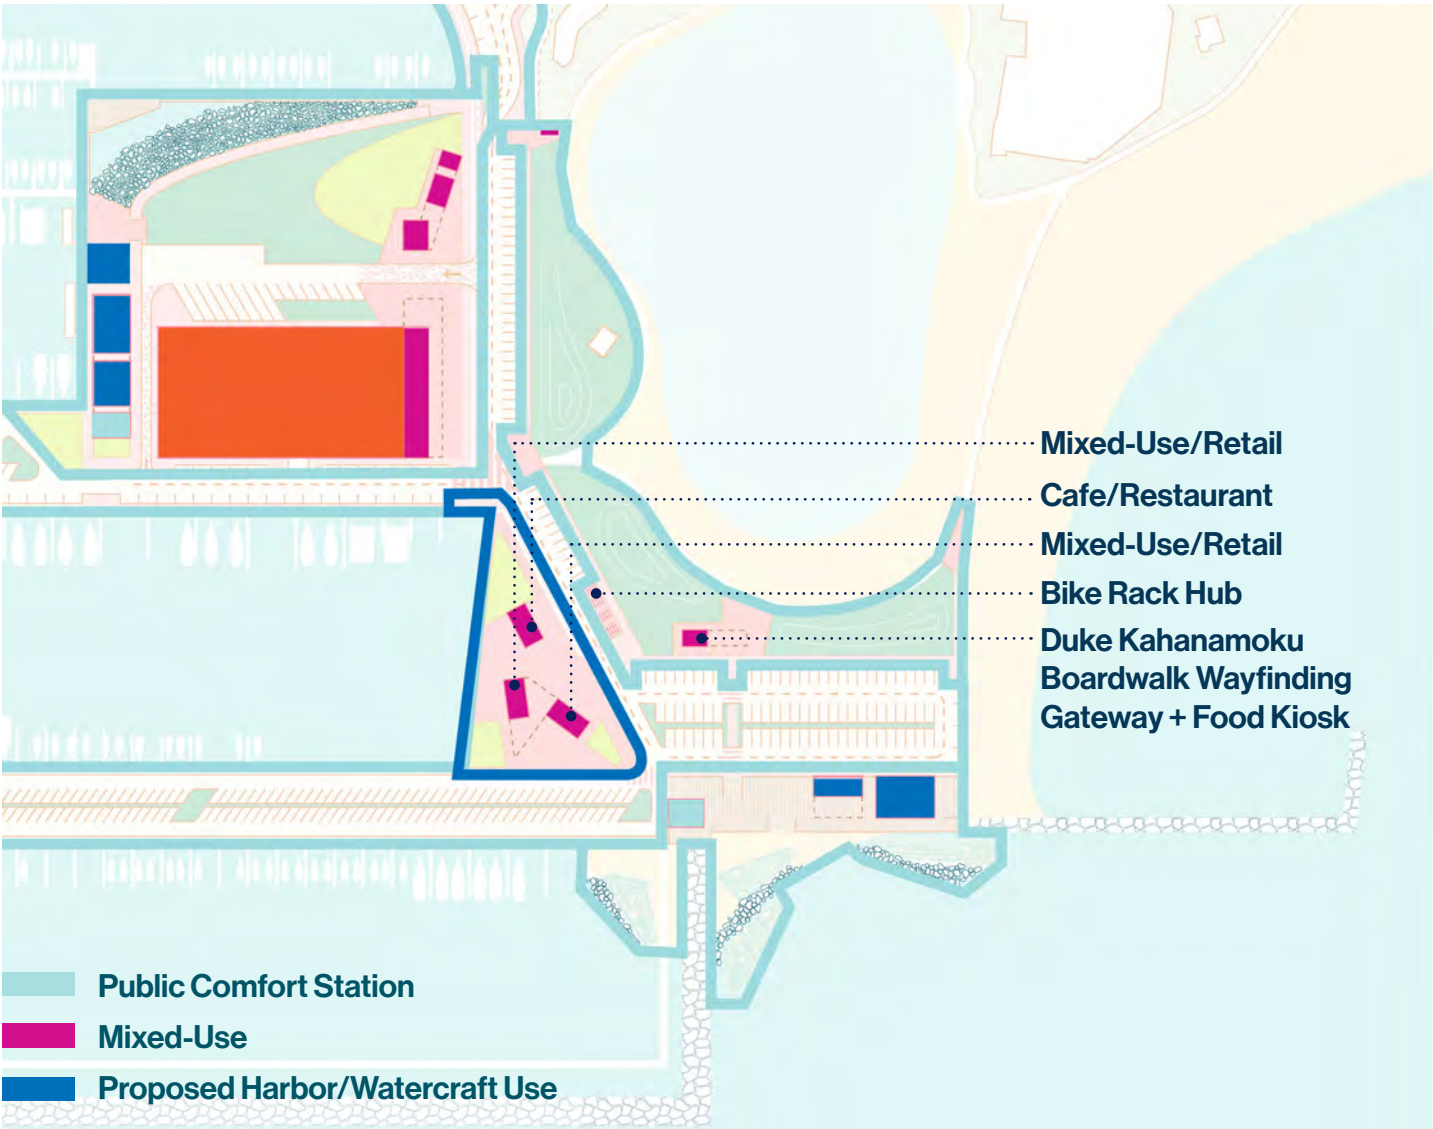 Mixed-Use/Retail
Cafe/Restaurant
Mixed-Use/Retail
Bike Rack Hub
Duke Kahanamoku
Boardwalk Wayfinding
Gateway + Food Kiosk
Public Comfort Station
Mixed-Use
Proposed Harbor/Watercraft Use